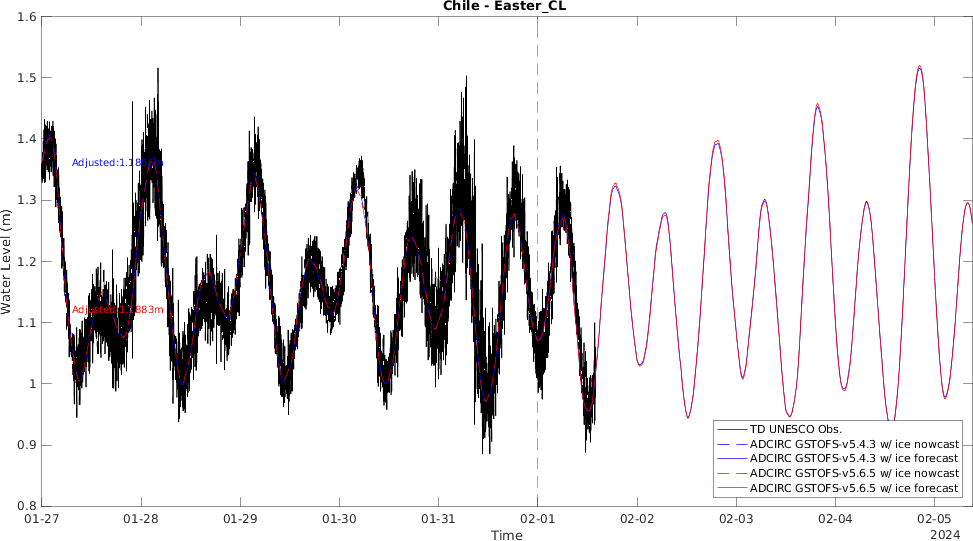 Chile - Easter_CL
1.6
1.5
1.4
1.3
1.2
1.1
1
0.9
0.8
Water Level (m)
Adjusted:1.18
Adjusted:1.1883m
TD UNESCO Obs.
ADCIRC GSTOFS-v5.4.3 w/ ice nowcast
ADCIRC GSTOFS-v5.4.3 w/ ice forecast
ADCIRC GSTOFS-v5.6.5 w/ ice nowcast
ADCIRC GSTOFS-v5.6.5 w/ ice forecast
01-27 01-28 01-29 01-30 01-31 02-01 02-02 02-03 02-04 02-05
Time
2024